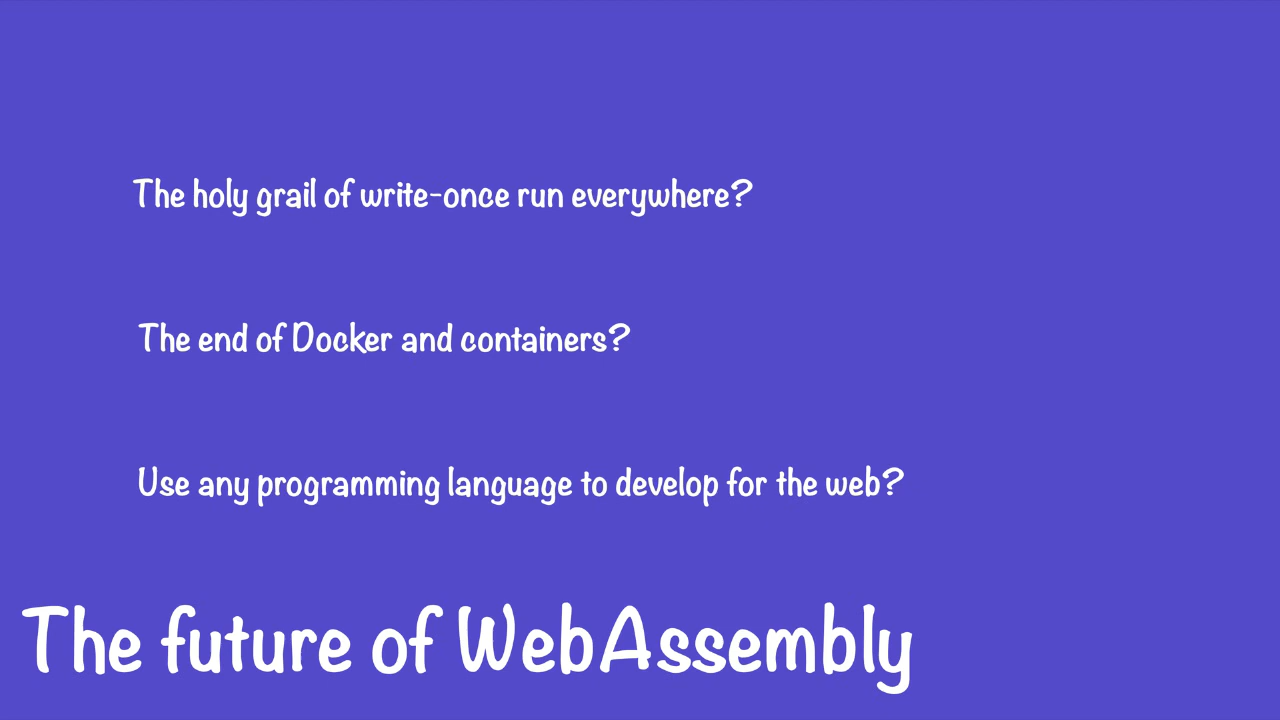 The holy grail of write-once run everywhere?
The end of Docker and containers?
Use any programming language to develop for the web?
The future of WebAssembly